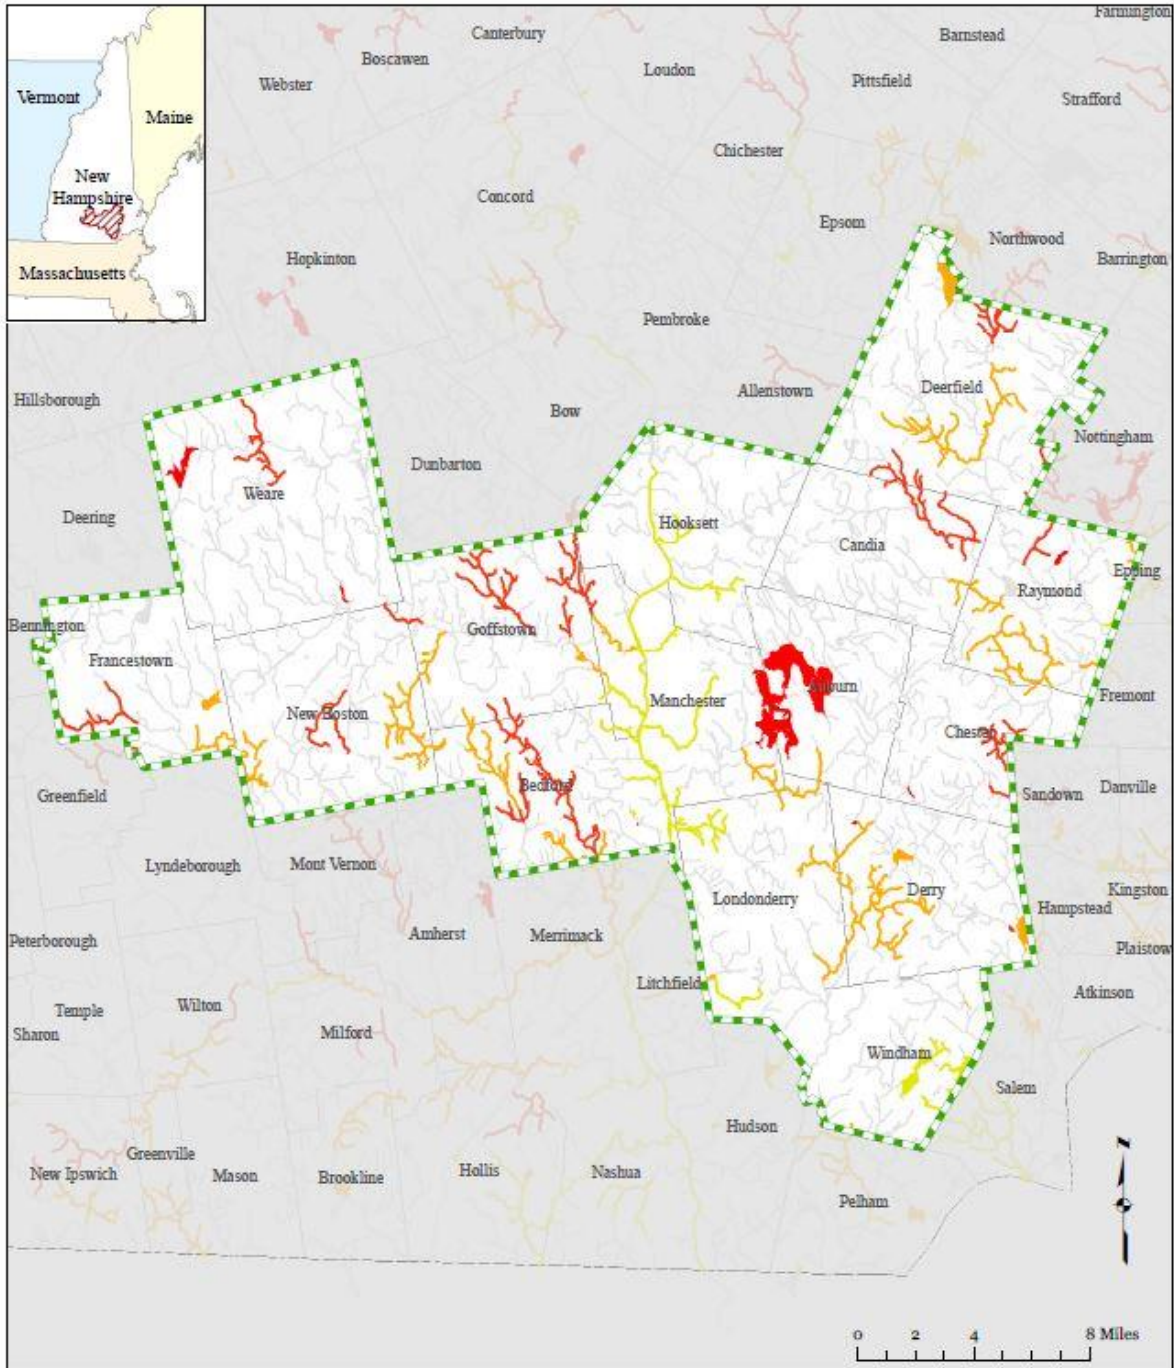 Farmington
Canterbury
Barnstead
Boscawen
Loudon
Webster
Pittsfield
Strafford
Vermont
Maine
Chichester
New
Hampshire
Concord
Epsom
Northwood
Hopkinton
Barrington
Massachusetts
Pembroke
Hillsborough
Allenstown
Deerfield
Bow
Dunbarton
Nottingham
Weare
Deering
Hooksett
Candia
Epping
Raymond
Bennington
Goffstown
Francestown
Auburn
Manchester
Fremont
New Boston
Chester
Greenfield
Bedford
Sandown
Danville
Lyndeborough
Mont Vernon
Derry
Kingston
Londonderry
Hampstead
Peterborough
Amherst
Merrimack
Plaistow
Litchfield
Atkinson
Temple
Wilton
Sharon
Milford
Windham
Salem
Hudson
Greenville
New Ipswich
Mason
Brookline
Hollis
Nashua
Pelham
N
0 2 4 8 Miles